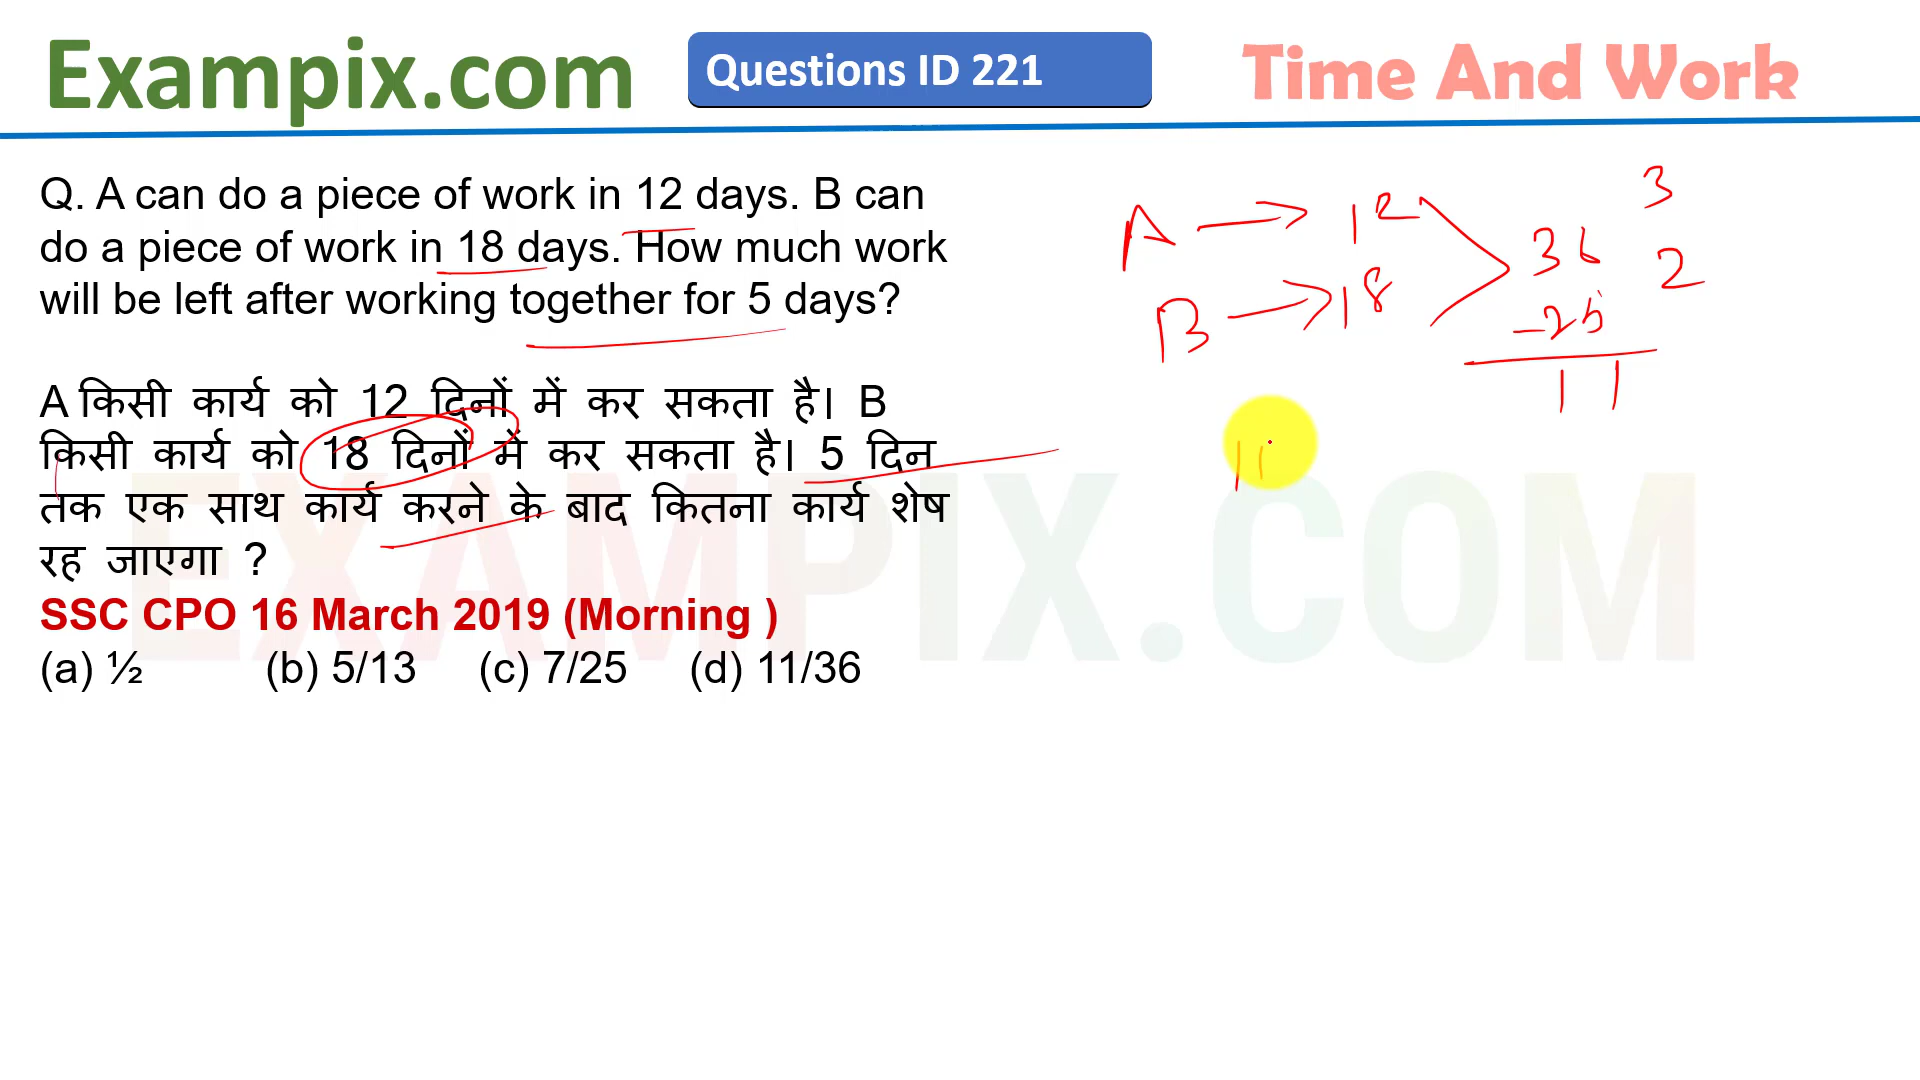 Exampix.com
Questions ID 221
Time And Work
Q. A can do a piece of work in 12 days. B can
do a piece of work in 18 days. How much work
will be left after working together for 5 days?
A किसी कार्य को 12 दिनों में कर सकता है। B
किसी कार्य को 18 दिनों में कर सकता है। 5 दिन
तक एक साथ कार्य करने के बाद कितना कार्य शेष
रह जाएगा ?
SSC CPO 16 March 2019 (Morning )
(a) ½ (b) 5/13 (c) 7/25 (d) 11/36
A → 12
B → 18
36
3
2
-25
11
11
EXAMPIX.COM